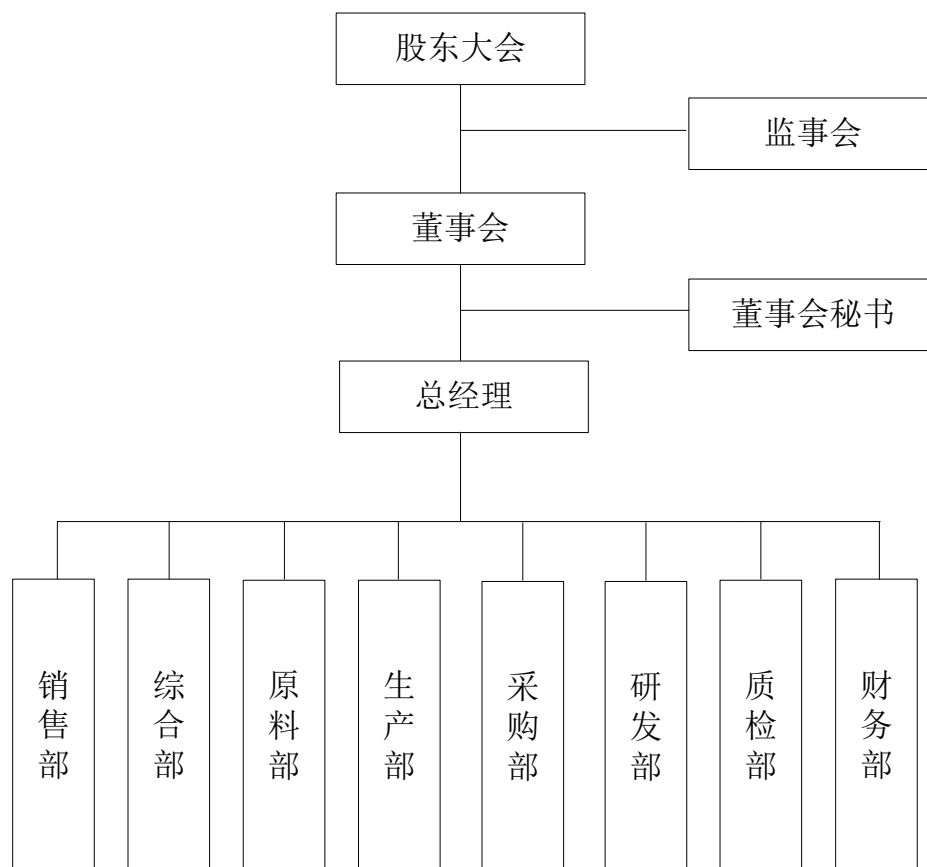 股东大会
监事会
董事会
董事会秘书
总经理
销售部
综合部
原料部
生产部
采购部
研发部
质检部
财务部